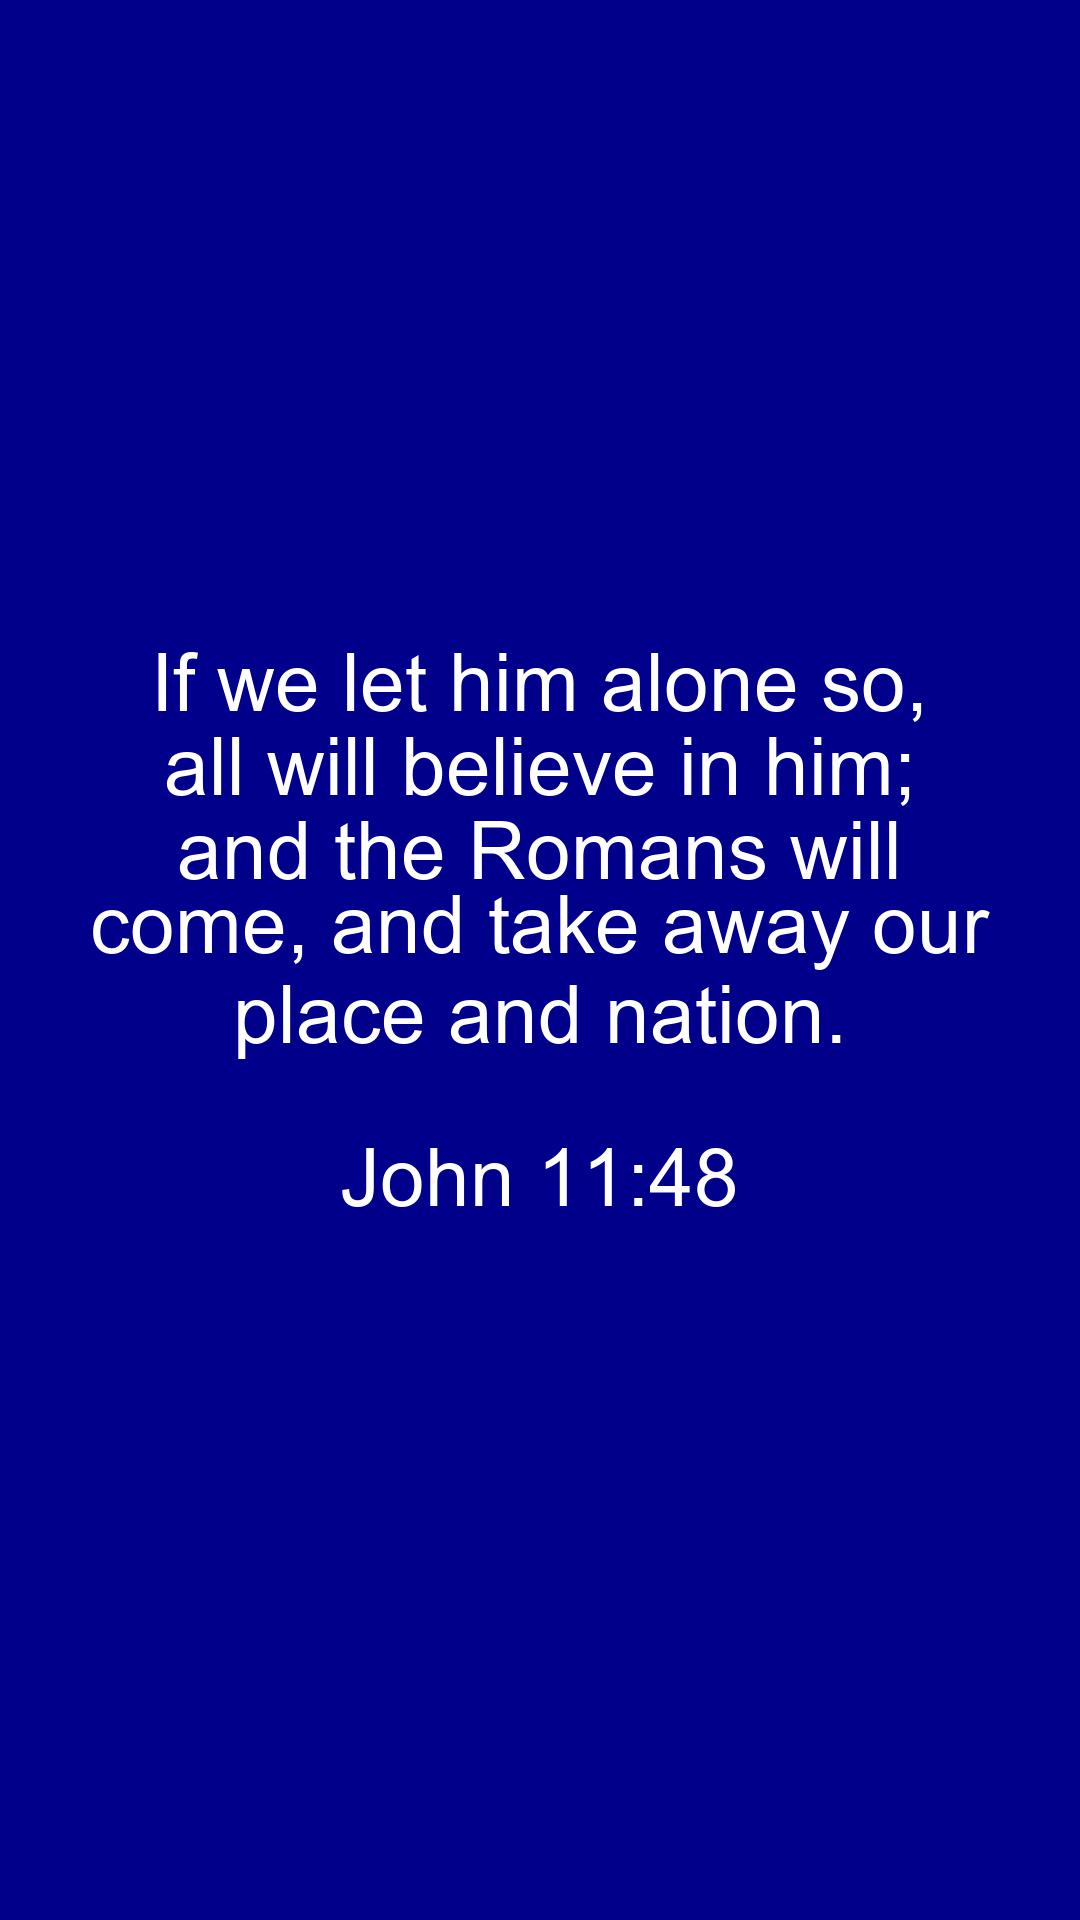 If we let him alone so,
all will believe in him;
and the Romans will
come, and take away our
place and nation.
John 11:48